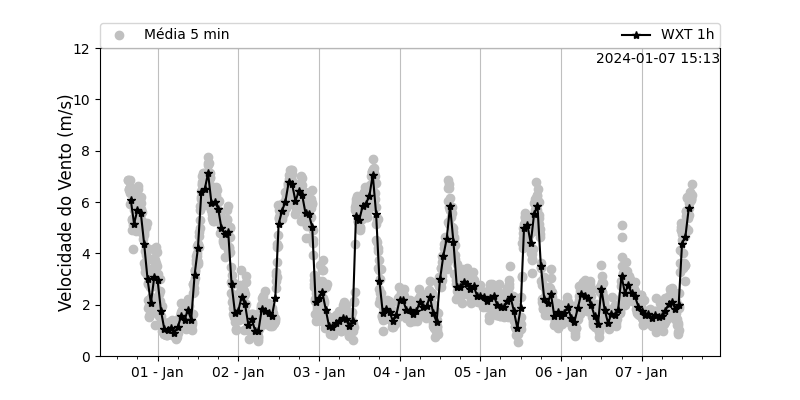 Média 5 min
WXT 1h
2024-01-07 15:13
Velocidade do Vento (m/s)
12
10
8
6
4
2
0
01 - Jan
02 - Jan
03 - Jan
04 - Jan
05 - Jan
06 - Jan
07 - Jan